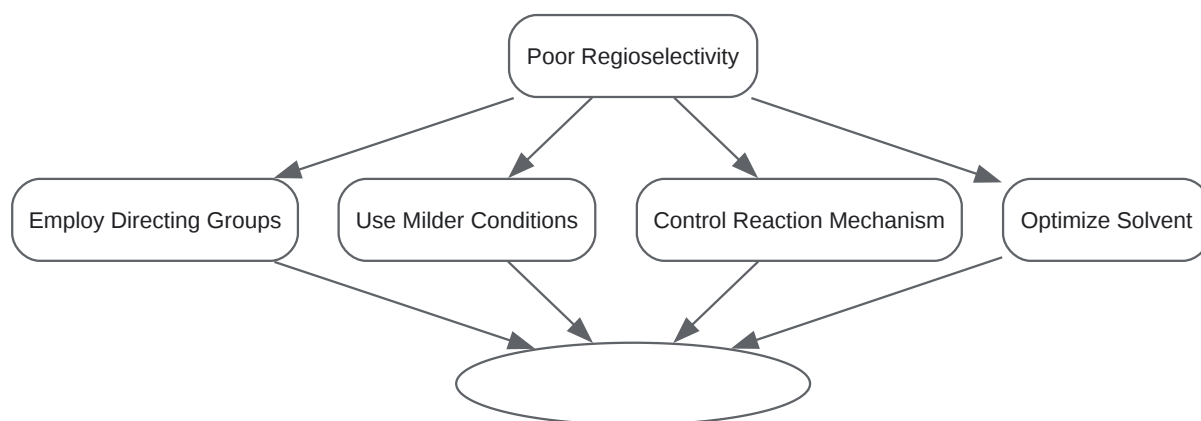 Poor Regioselectivity
Employ Directing Groups
Use Milder Conditions
Control Reaction Mechanism
Optimize Solvent